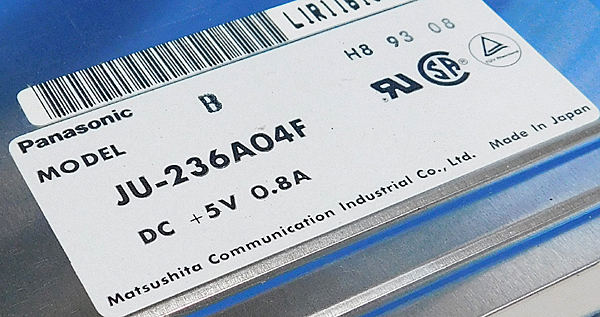 H8 93 08
Panasonic B
MODEL JU-236A04F
DC +5V 0.8A
Matsushita Communication Industrial Co., Ltd. Made In Japan